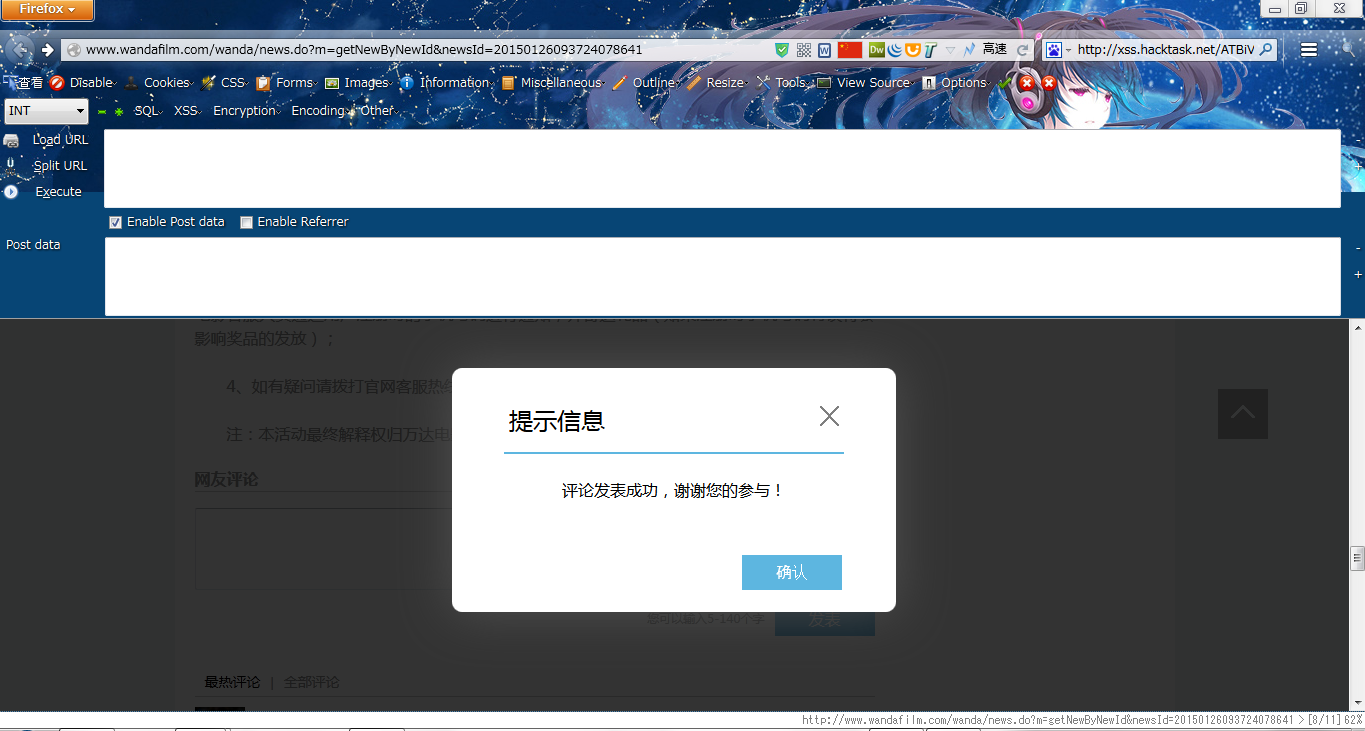 Firefox
www.wandafilm.com/wanda/news.do?m=getNewByNewId&newsId=20150126093724078641
高速
http://xss.hacktask.net/ATBiV
查看 Disable Cookies CSS Forms Images Information Miscellaneous Outline Resize Tools View Source Options
INT SQL XSS Encryption Encoding Other
Load URL
Split URL
Execute
Enable Post data Enable Referrer
Post data
影响奖品的发放）；
4、如有疑问请拨打官网客服热
注：本活动最终解释权归万达电
网友评论
提示信息
评论发表成功，谢谢您的参与！
确认
您可以输入5-140个字 发表
最热评论 | 全部评论
http://www.wandafilm.com/wanda/news.do?m=getNewByNewId&newsId=20150126093724078641 > [8/11] 62%